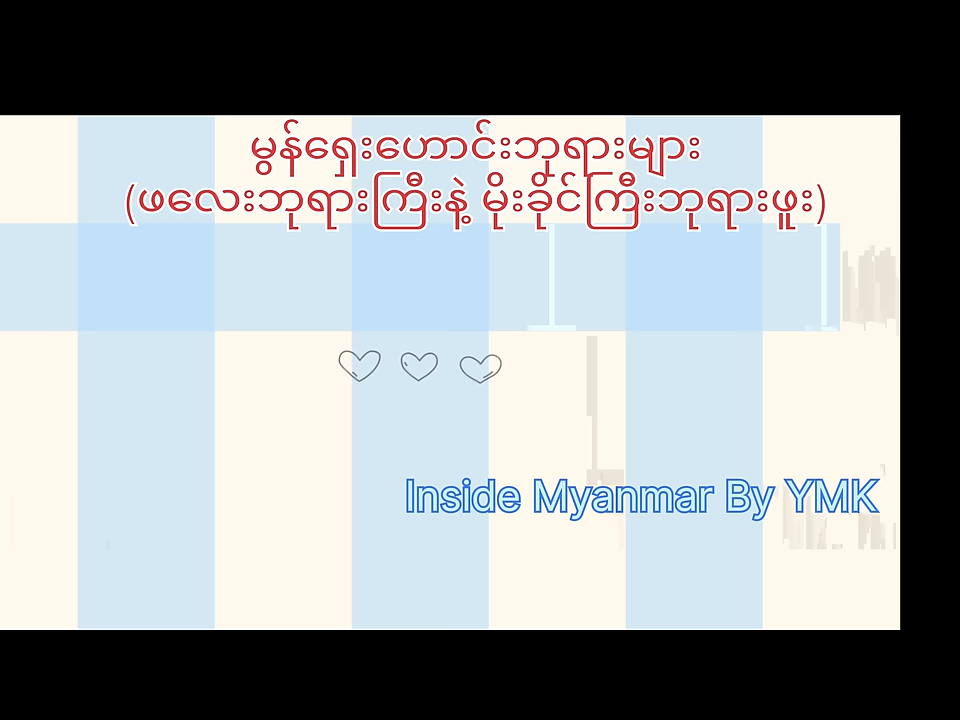 မွန်ရှေးဟောင်းဘုရားများ
(ဖလေးဘုရားကြီးနဲ့ မိုးခိုင်ကြီးဘုရားဖူး)
Inside Myanmar By YMK